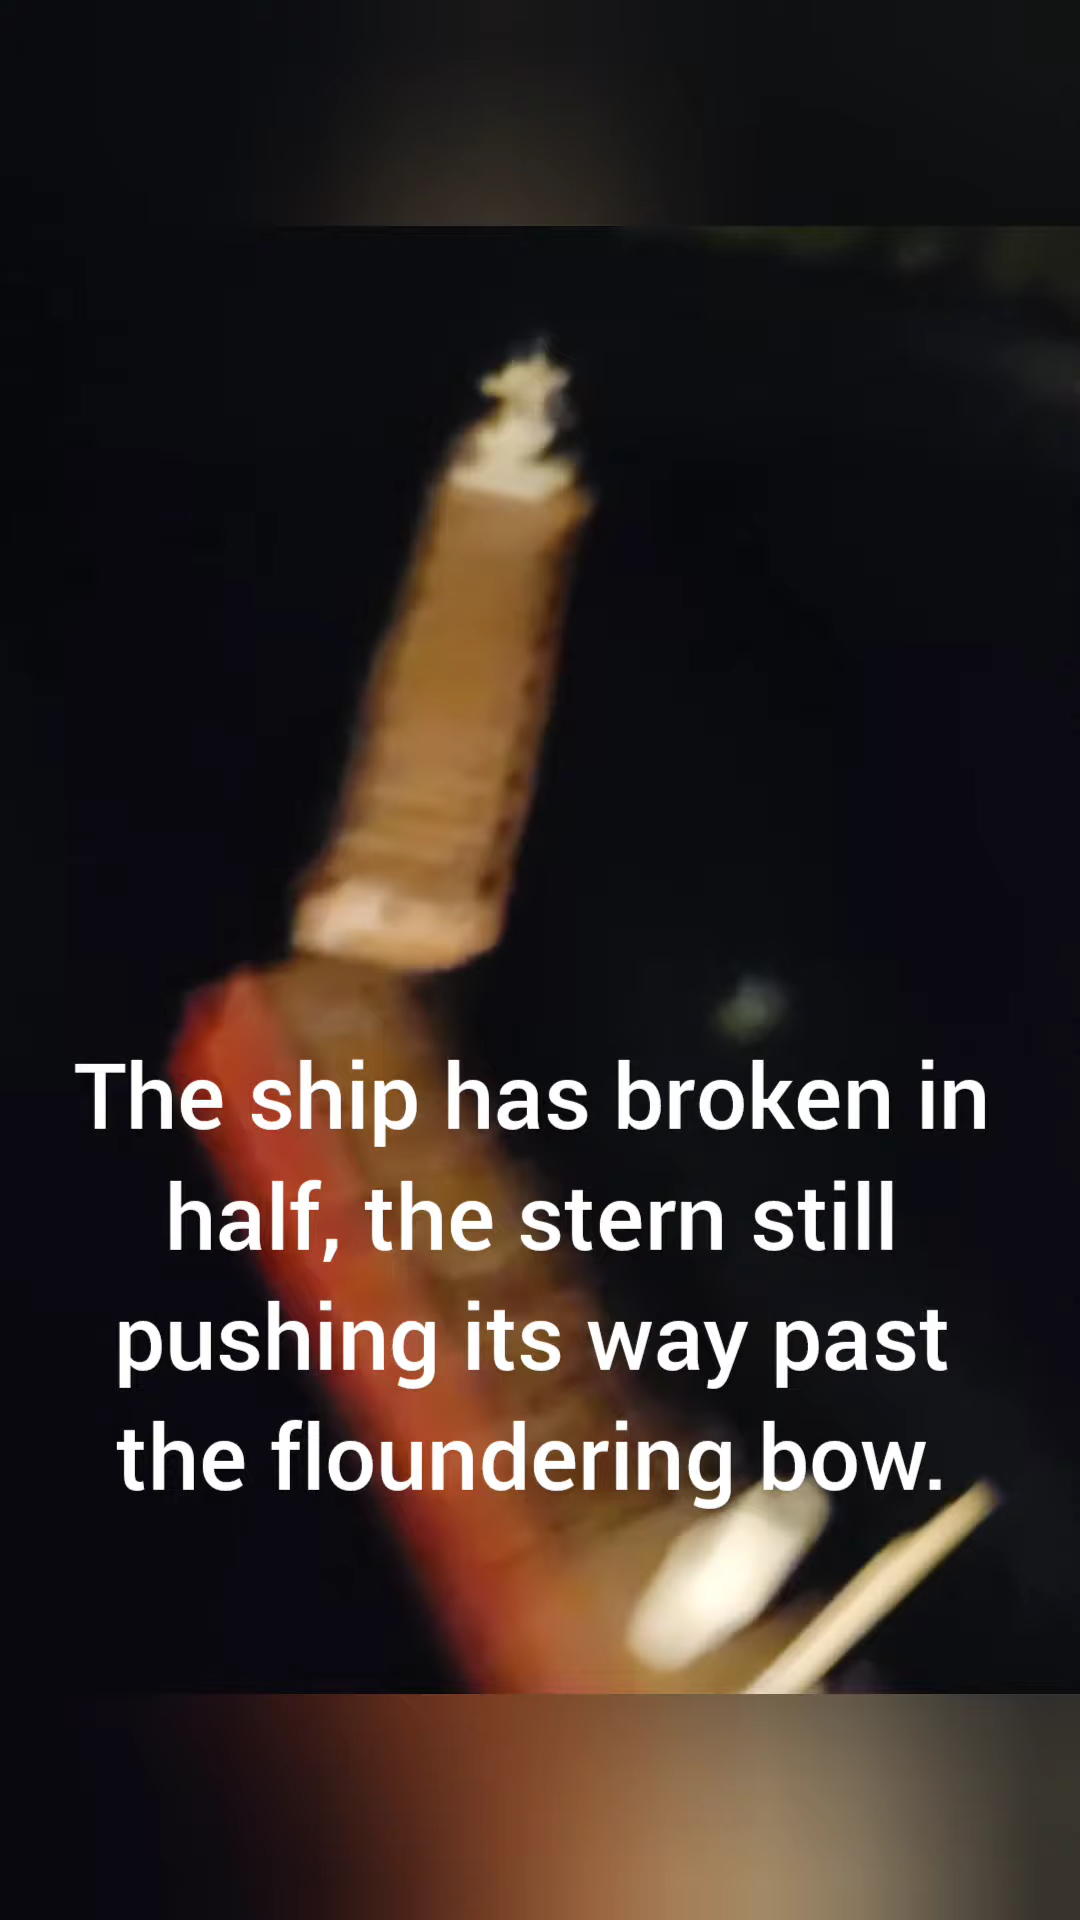 The ship has broken in
half, the stern still
pushing its way past
the floundering bow.